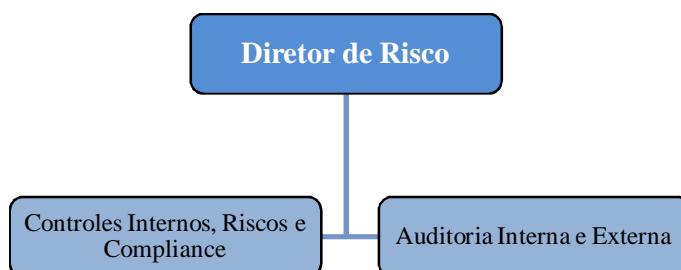 Diretor de Risco
Controles Internos, Riscos e
Compliance
Auditoria Interna e Externa